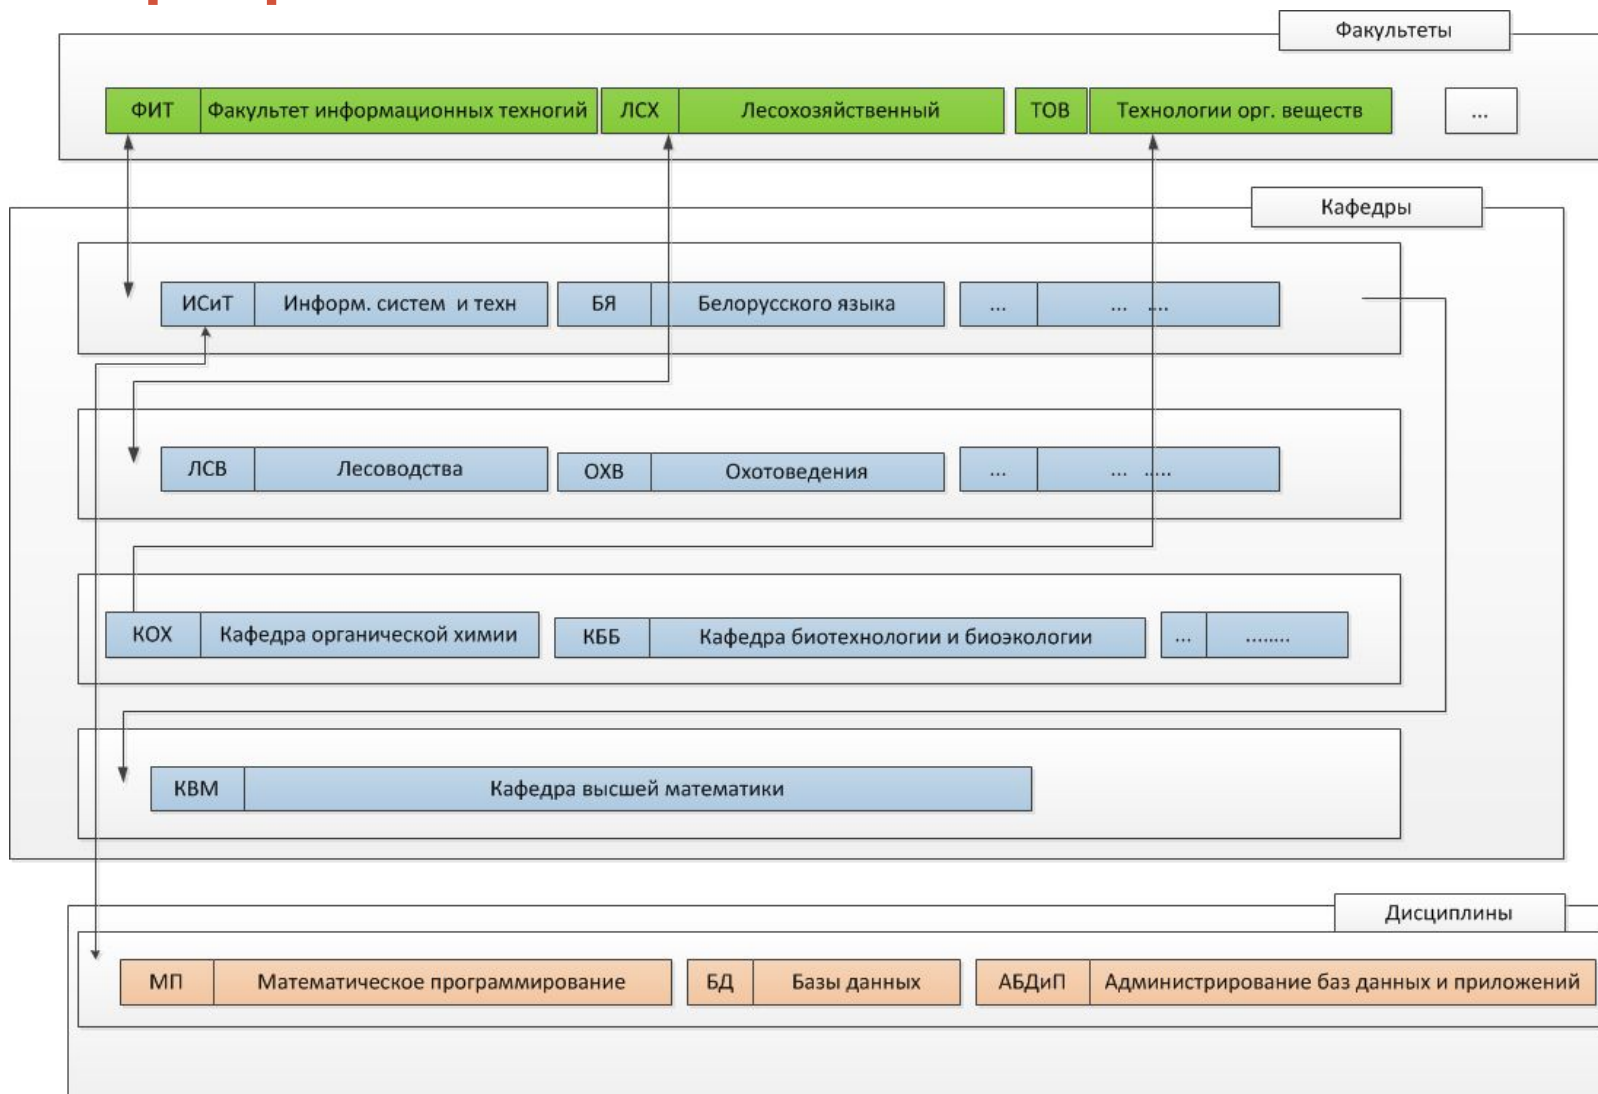 Факультеты
ФИТ Факультет информационных техногий ЛСХ Лесохозяйственный ТОВ Технологии орг. веществ ...
Кафедры
ИСиТ Информ. систем и техн БЯ Белорусского языка ... ... ....
ЛСВ Лесоводства ОХВ Охотоведения ... ... .....
КОХ Кафедра органической химии КББ Кафедра биотехнологии и биоэкологии ... ........
КВМ Кафедра высшей математики
Дисциплины
МП Математическое программирование БД Базы данных АБДиП Администрирование баз данных и приложений